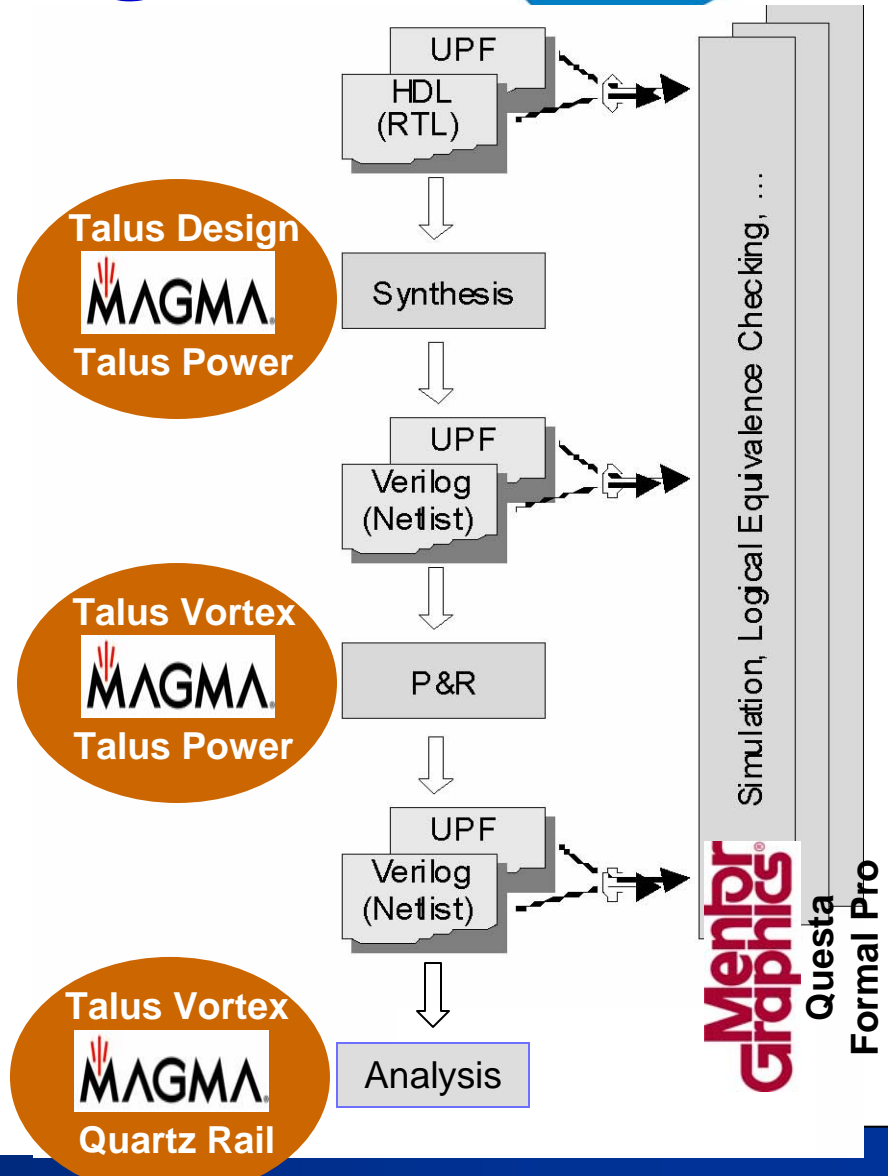 UPF
HDL
(RTL)
Talus Design
MAGMA®
Talus Power
Synthesis
UPF
Verilog
(Netlist)
Talus Vortex
MAGMA®
Talus Power
P&R
UPF
Verilog
(Netlist)
Talus Vortex
MAGMA®
Quartz Rail
Analysis
Simulation, Logical Equivalence Checking, ...
Mentor
Graphics®
Questa
Formal Pro